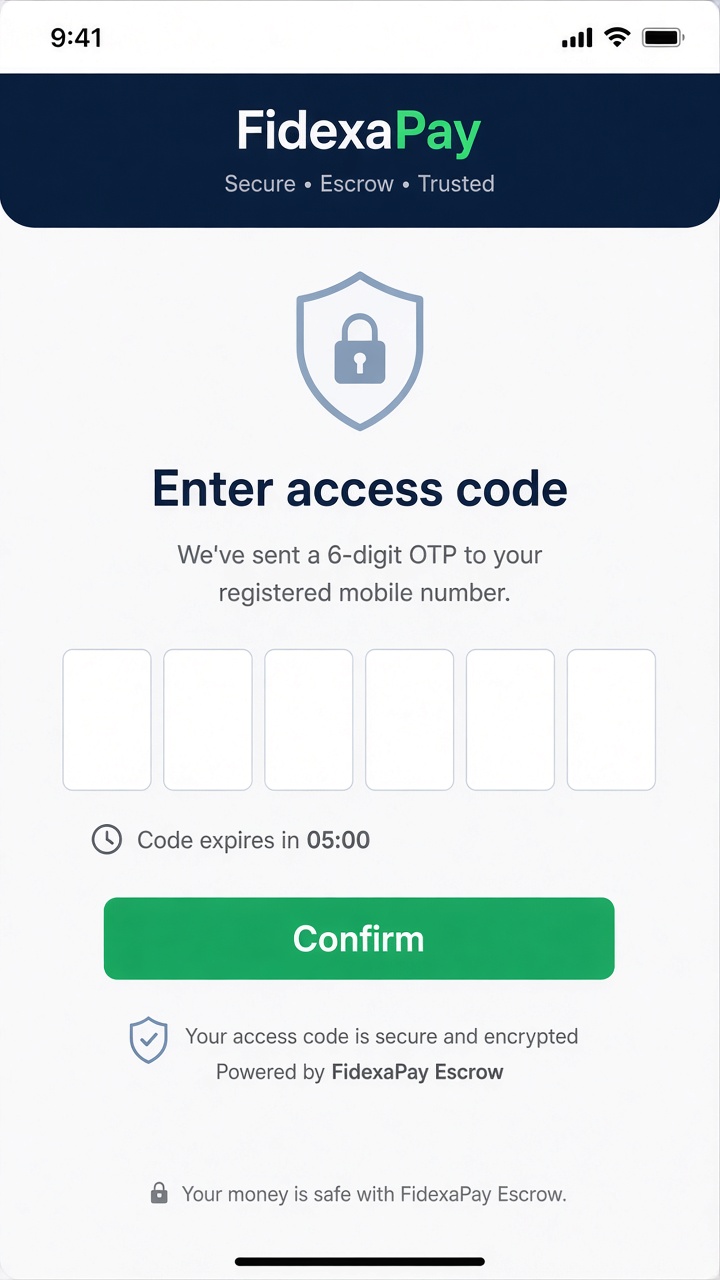 9:41
FidexaPay
Secure • Escrow • Trusted
Enter access code
We've sent a 6-digit OTP to your
registered mobile number.
Code expires in 05:00
Confirm
Your access code is secure and encrypted
Powered by FidexaPay Escrow
Your money is safe with FidexaPay Escrow.